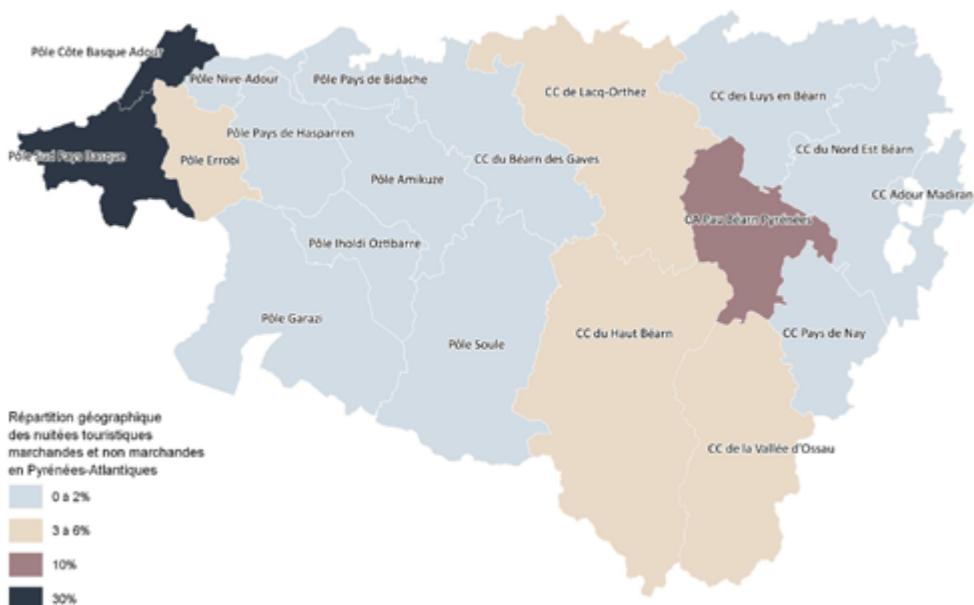 Pôle Côte Basque Adour
Pôle Nive-Adour
Pôle Pays de Bidache
CC de Lacq-Orthez
CC des Luys en Béarn
Pôle Sud Pays Basque
Pôle Errobi
Pôle Pays de Hasparren
CC du Béarn des Gaves
CC du Nord Est Béarn
Pôle Amikuze
CC Adour Madiran
CA Pau Béarn Pyrénées
Pôle Iholdi Oztibarre
Pôle Garazi
Pôle Soule
CC du Haut Béarn
CC Pays de Nay
CC de la Vallée d'Ossau
Répartition géographique
des nuitées touristiques
marchandes et non marchandes
en Pyrénées-Atlantiques
0 à 2%
3 à 6%
10%
30%